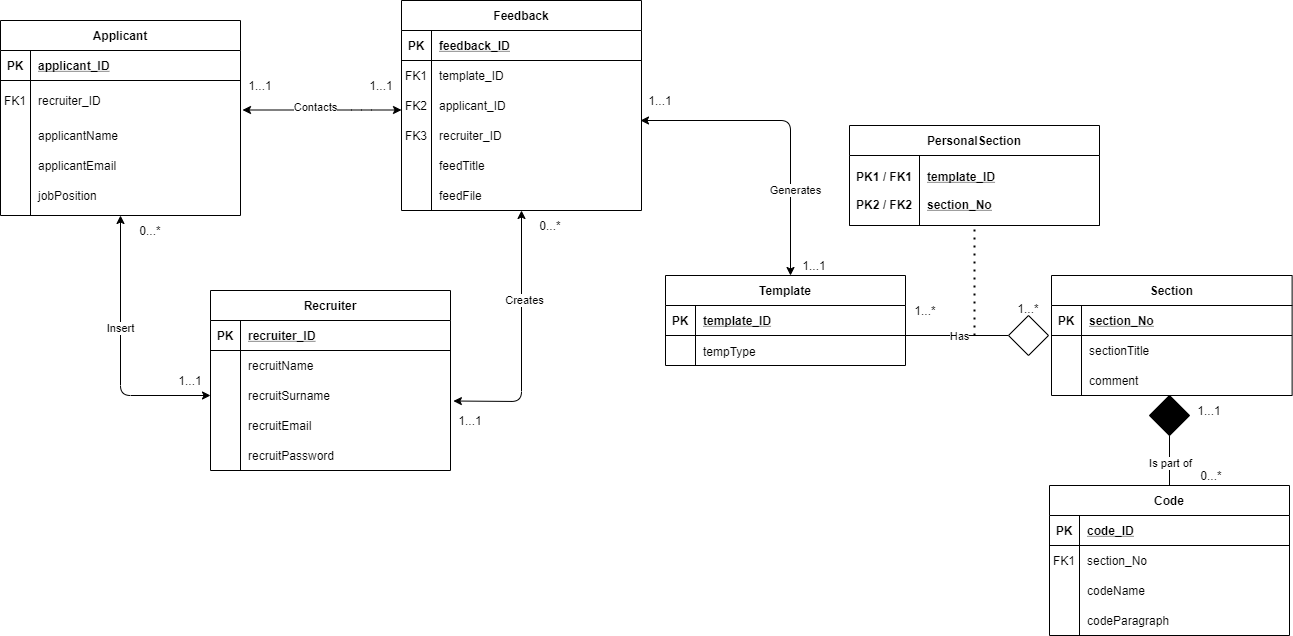 Applicant
PK applicant_ID
FK1 recruiter_ID
applicantName
applicantEmail
jobPosition
1...1
1...1
Contacts
Feedback
PK feedback_ID
FK1 template_ID
FK2 applicant_ID
FK3 recruiter_ID
feedTitle
feedFile
1...1
Generates
1...1
0...*
Insert
1...1
0...*
Creates
1...1
Recruiter
PK recruiter_ID
recruitName
recruitSurname
recruitEmail
recruitPassword
PersonalSection
PK1 / FK1 template_ID
PK2 / FK2 section_No
Template
PK template_ID
tempType
1...*
Has
1...*
Section
PK section_No
sectionTitle
comment
1...1
Is part of
0...*
Code
PK code_ID
FK1 section_No
codeName
codeParagraph